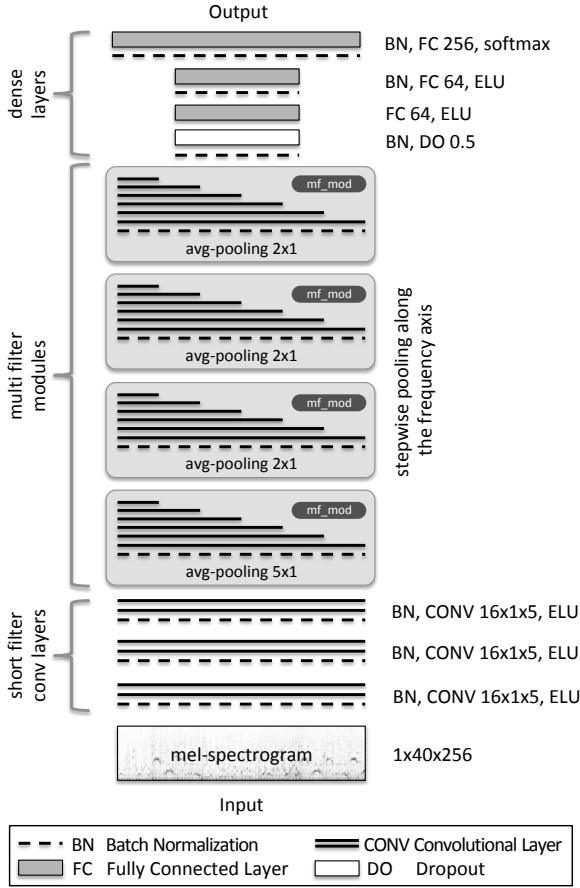 Output
dense layers
BN, FC 256, softmax
BN, FC 64, ELU
FC 64, ELU
BN, DO 0.5
multi filter modules
mf_mod
avg-pooling 2x1
mf_mod
avg-pooling 2x1
mf_mod
avg-pooling 2x1
mf_mod
avg-pooling 5x1
stepwise pooling along
the frequency axis
short filter
conv layers
BN, CONV 16x1x5, ELU
BN, CONV 16x1x5, ELU
BN, CONV 16x1x5, ELU
mel-spectrogram
1x40x256
Input
BN Batch Normalization
CONV Convolutional Layer
FC Fully Connected Layer
DO Dropout